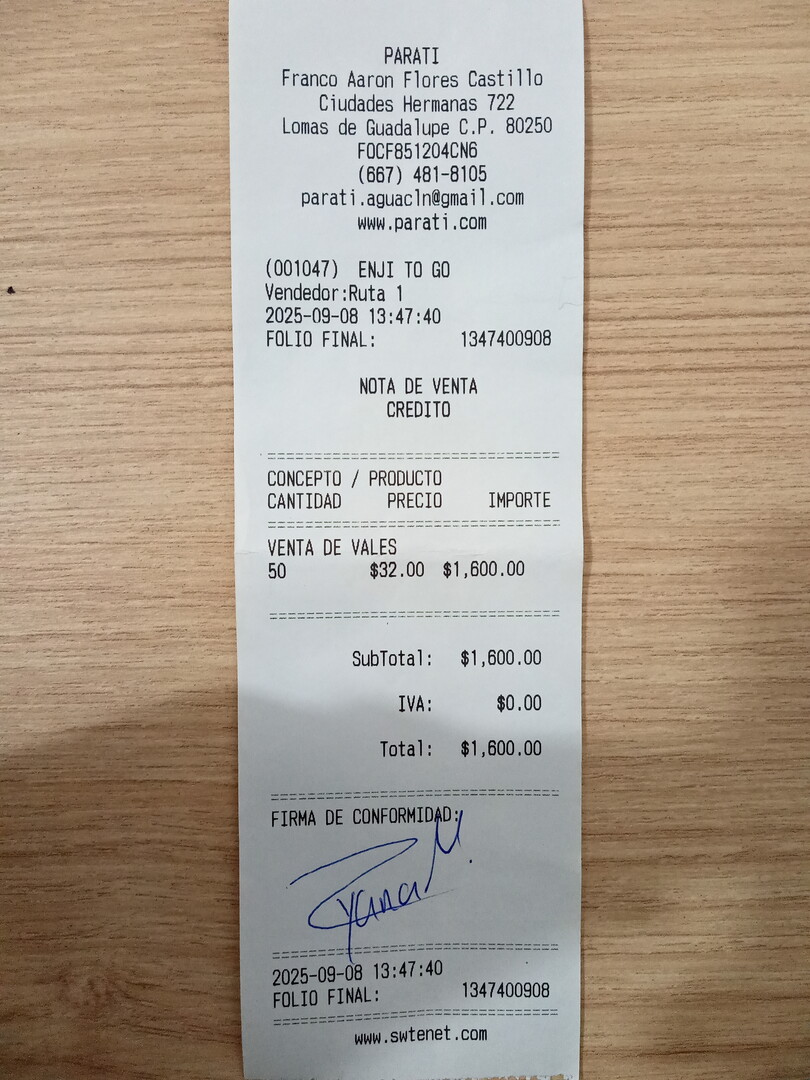 PARATI
Franco Aaron Flores Castillo
Ciudades Hermanas 722
Lomas de Guadalupe C.P. 80250
FOCF851204CN6
(667) 481-8105
parati.aguacln@gmail.com
www.parati.com
(001047) ENJI TO GO
Vendedor:Ruta 1
2025-09-08 13:47:40
FOLIO FINAL: 1347400908
NOTA DE VENTA
CREDITO
CONCEPTO / PRODUCTO
CANTIDAD PRECIO IMPORTE
VENTA DE VALES
50 $32.00 $1,600.00
SubTotal: $1,600.00
IVA: $0.00
Total: $1,600.00
FIRMA DE CONFORMIDAD:
2025-09-08 13:47:40
FOLIO FINAL: 1347400908
www.swtenet.com